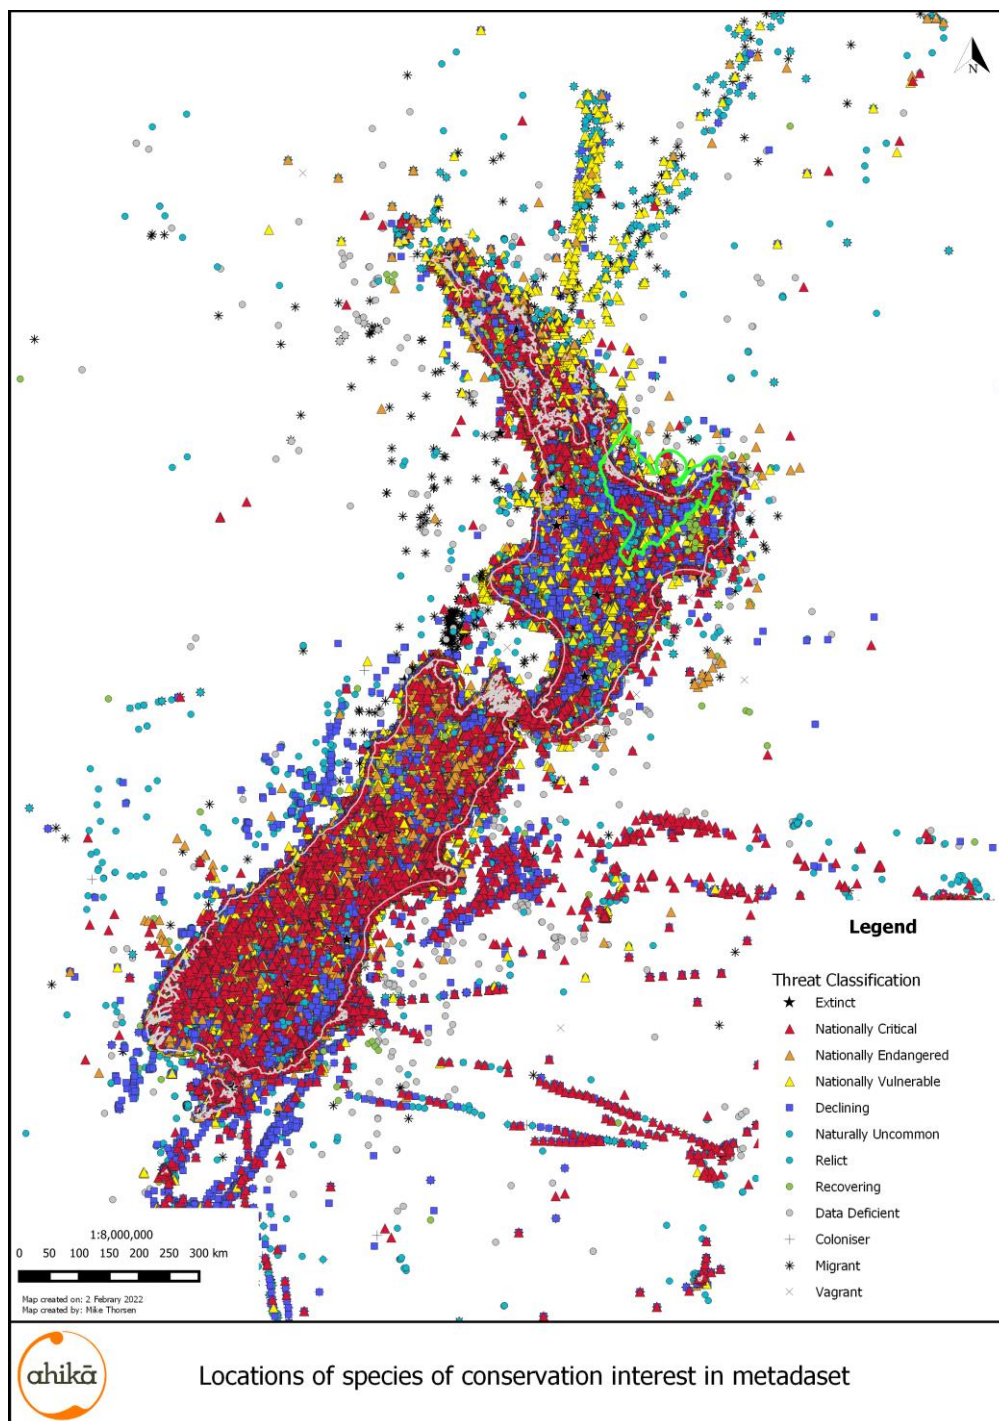 N
Legend
Threat Classification
Extinct
Nationally Critical
Nationally Endangered
Nationally Vulnerable
Declining
Naturally Uncommon
Relict
Recovering
Data Deficient
Coloniser
Migrant
Vagrant
1:8,000,000
0 50 100 150 200 250 300 km
Map created on: 2 Febrary 2022
Map created by: Mike Thorsen
ahikā
Locations of species of conservation interest in metadaset